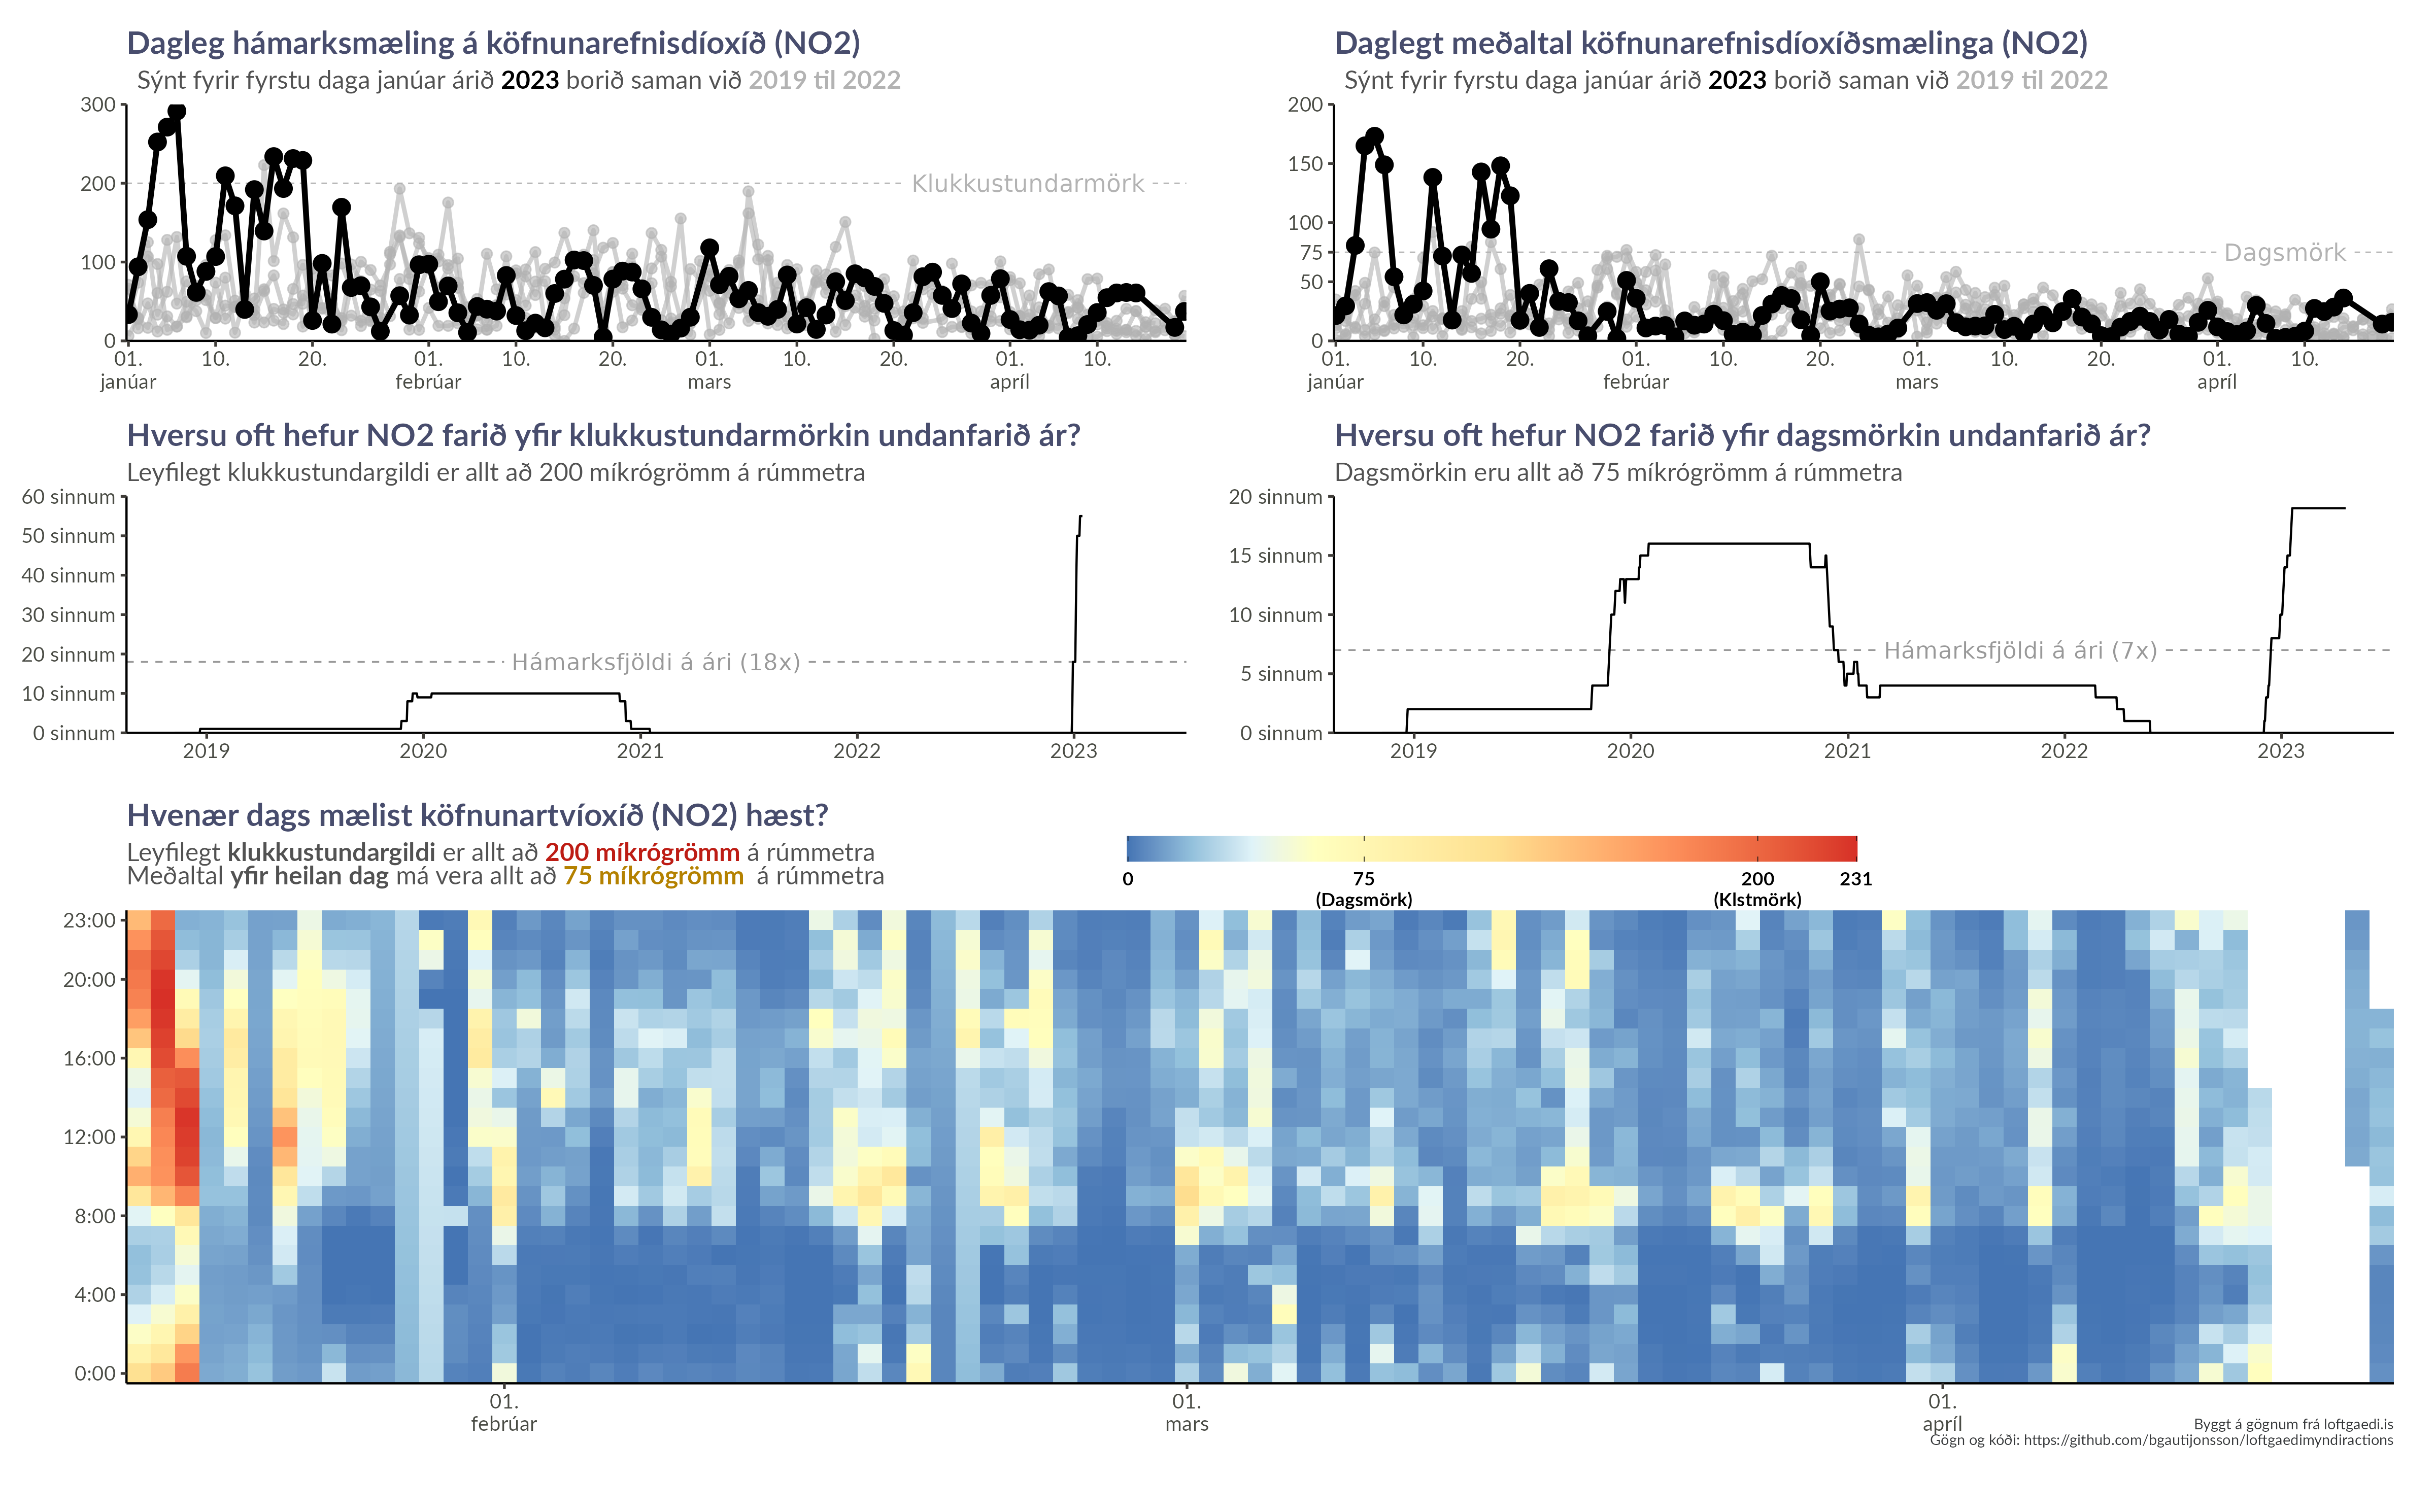 Dagleg hámarksmæling á köfnunarefnisdíoxíð (NO2)
Sýnt fyrir fyrstu daga janúar árið 2023 borið saman við 2019 til 2022
300
200
100
0
Klukkustundarmörk
01. 10. 20. 01. 10. 20. 01. 10. 20. 01. 10.
janúar febrúar mars apríl
Daglegt meðaltal köfnunarefnisdíoxíðsmælinga (NO2)
Sýnt fyrir fyrstu daga janúar árið 2023 borið saman við 2019 til 2022
200
150
100
75
50
0
Dagsmörk
01. 10. 20. 01. 10. 20. 01. 10. 20. 01. 10.
janúar febrúar mars apríl
Hversu oft hefur NO2 farið yfir klukkustundarmörkin undanfarið ár?
Leyfilegt klukkustundargildi er allt að 200 míkrógrömm á rúmmetra
60 sinnum
50 sinnum
40 sinnum
30 sinnum
20 sinnum
10 sinnum
0 sinnum
Hámarksfjöldi á ári (18x)
2019 2020 2021 2022 2023
Hversu oft hefur NO2 farið yfir dagsmörkin undanfarið ár?
Dagsmörkin eru allt að 75 míkrógrömm á rúmmetra
20 sinnum
15 sinnum
10 sinnum
5 sinnum
0 sinnum
Hámarksfjöldi á ári (7x)
2019 2020 2021 2022 2023
Hvenær dags mælist köfnunartvíoxíð (NO2) hæst?
Leyfilegt klukkustundargildi er allt að 200 míkrógrömm á rúmmetra
Meðaltal yfir heilan dag má vera allt að 75 míkrógrömm á rúmmetra
0 75 200 231
(Dagsmörk) (Klstmörk)
23:00
20:00
16:00
12:00
8:00
4:00
0:00
01. 01. 01.
febrúar mars apríl
Byggt á gögnum frá loftgaedi.is
Gögn og kóði: https://github.com/bgautijonsson/loftgaedimyndiractions